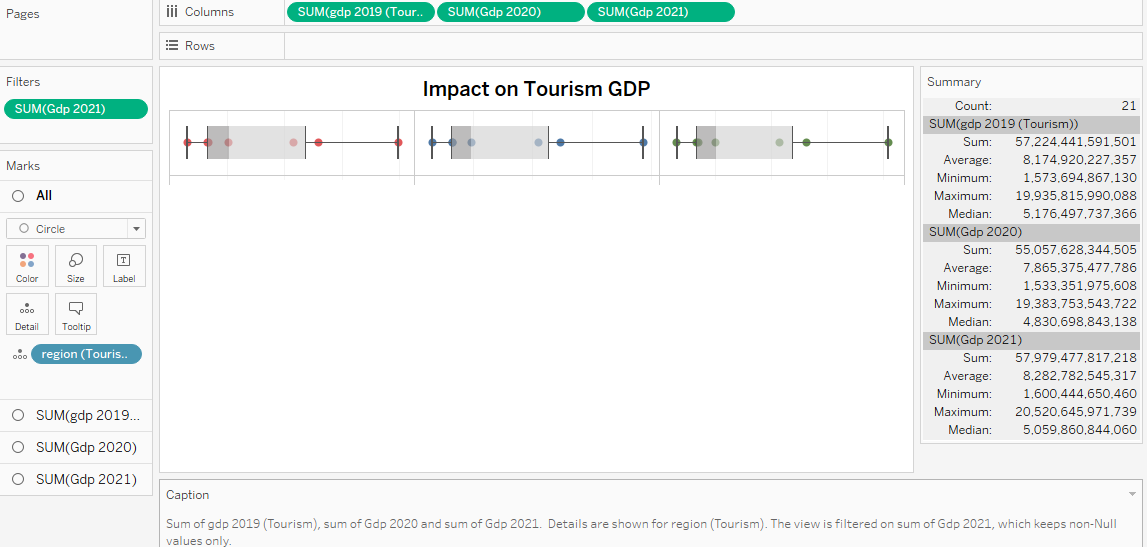 Pages
Columns
SUM(gdp 2019 (Tour..
SUM(Gdp 2020)
SUM(Gdp 2021)
Rows
Filters
SUM(Gdp 2021)
Marks
All
Circle
Color
Size
Label
Detail
Tooltip
region (Touris..
SUM(gdp 2019...
SUM(Gdp 2020)
SUM(Gdp 2021)
Impact on Tourism GDP
Summary
Count: 21
SUM(gdp 2019 (Tourism))
Sum: 57,224,441,591,501
Average: 8,174,920,227,357
Minimum: 1,573,694,867,130
Maximum: 19,935,815,990,088
Median: 5,176,497,737,366
SUM(Gdp 2020)
Sum: 55,057,628,344,505
Average: 7,865,375,477,786
Minimum: 1,533,351,975,608
Maximum: 19,383,753,543,722
Median: 4,830,698,843,138
SUM(Gdp 2021)
Sum: 57,979,477,817,218
Average: 8,282,782,545,317
Minimum: 1,600,444,650,460
Maximum: 20,520,645,971,739
Median: 5,059,860,844,060
Caption
Sum of gdp 2019 (Tourism), sum of Gdp 2020 and sum of Gdp 2021.  Details are shown for region (Tourism). The view is filtered on sum of Gdp 2021, which keeps non-Null
values only.